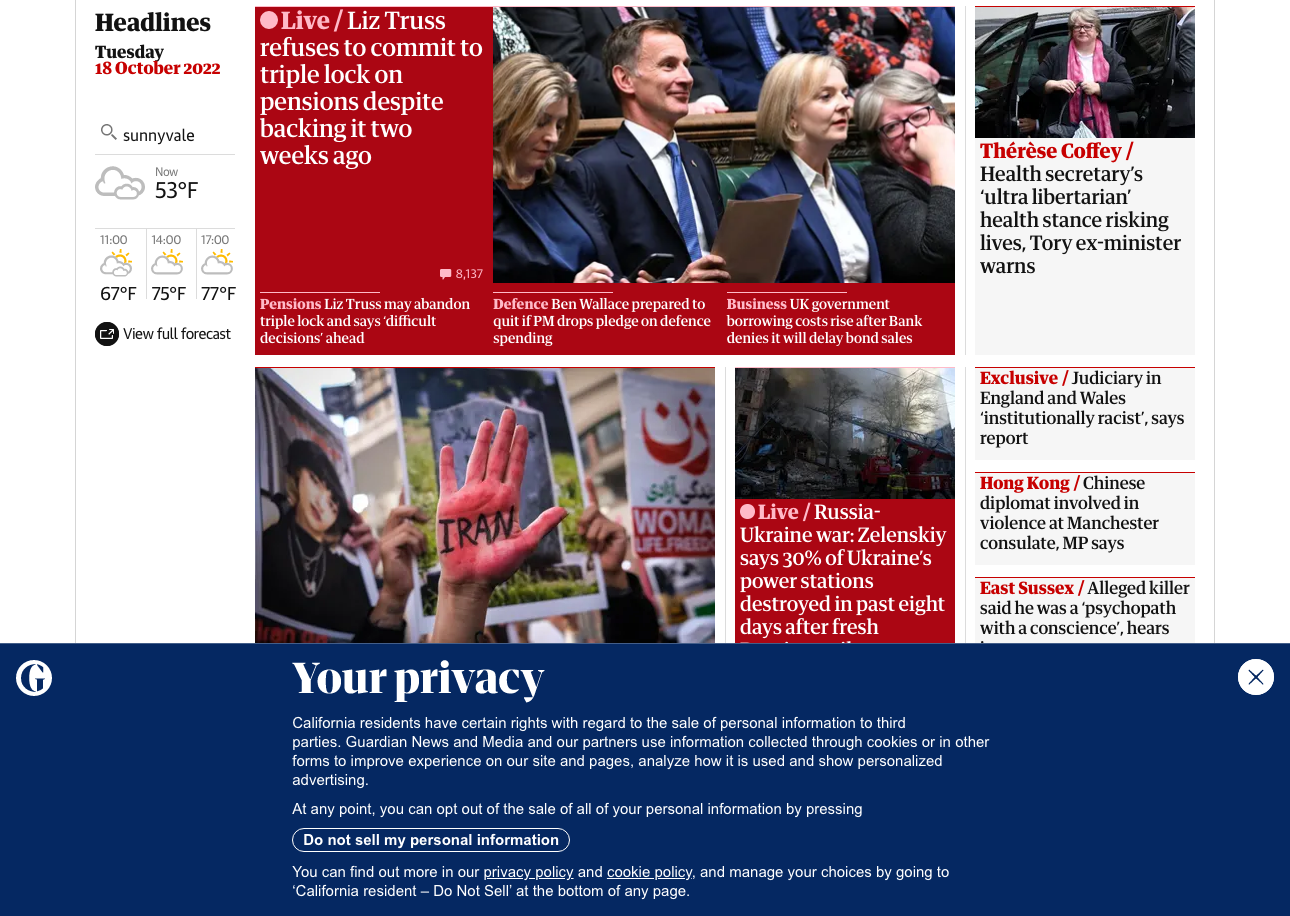 Headlines
Tuesday
18 October 2022
sunnyvale
Now
53°F
11:00
14:00
17:00
67°F
75°F
77°F
View full forecast
Live / Liz Truss
refuses to commit to
triple lock on
pensions despite
backing it two
weeks ago
8,137
Pensions Liz Truss may abandon
triple lock and says ‘difficult
decisions’ ahead
Defence Ben Wallace prepared to
quit if PM drops pledge on defence
spending
Business UK government
borrowing costs rise after Bank
denies it will delay bond sales
Thérèse Coffey /
Health secretary’s
‘ultra libertarian’
health stance risking
lives, Tory ex-minister
warns
IRAN
زن
زندگی آزادی
WOMA
LIFE.FREEDO
Live / Russia-
Ukraine war: Zelenskiy
says 30% of Ukraine’s
power stations
destroyed in past eight
days after fresh
Exclusive / Judiciary in
England and Wales
‘institutionally racist’, says
report
Hong Kong / Chinese
diplomat involved in
violence at Manchester
consulate, MP says
East Sussex / Alleged killer
said he was a ‘psychopath
with a conscience’, hears
G
Your privacy
California residents have certain rights with regard to the sale of personal information to third
parties. Guardian News and Media and our partners use information collected through cookies or in other
forms to improve experience on our site and pages, analyze how it is used and show personalized
advertising.
At any point, you can opt out of the sale of all of your personal information by pressing
Do not sell my personal information
You can find out more in our privacy policy and cookie policy, and manage your choices by going to
‘California resident – Do Not Sell’ at the bottom of any page.